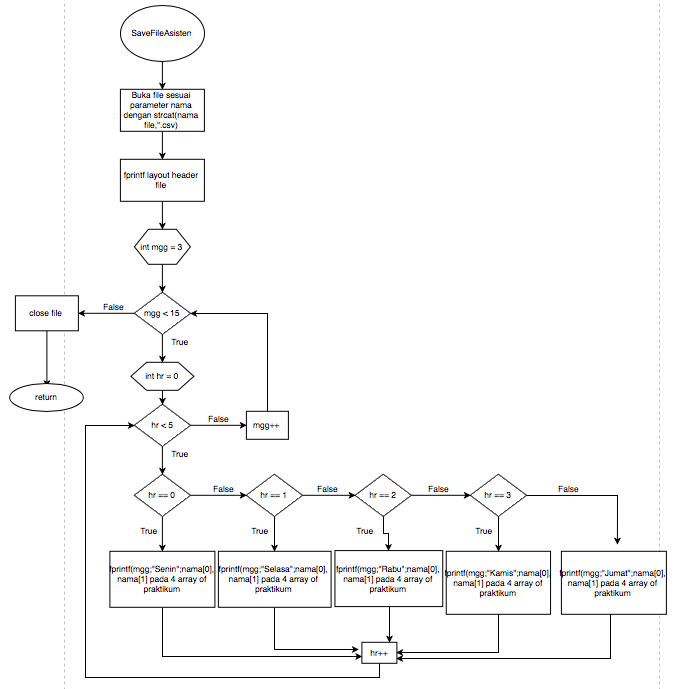 SaveFileAsisten
Buka file sesuai
parameter nama
dengan strcat(nama
file,".csv)
fprintf layout header
file
int mgg = 3
mgg < 15
False
close file
return
True
int hr = 0
hr < 5
False
mgg++
True
hr == 0
False
hr == 1
False
hr == 2
False
hr == 3
False
True
True
True
True
fprintf(mgg;"Senin";nama[0],
nama[1] pada 4 array of
praktikum
fprintf(mgg;"Selasa";nama[0],
nama[1] pada 4 array of
praktikum
fprintf(mgg;"Rabu";nama[0],
nama[1] pada 4 array of
praktikum
fprintf(mgg;"Kamis";nama[0],
nama[1] pada 4 array of
praktikum
fprintf(mgg;"Jumat";nama[0],
nama[1] pada 4 array of
praktikum
hr++